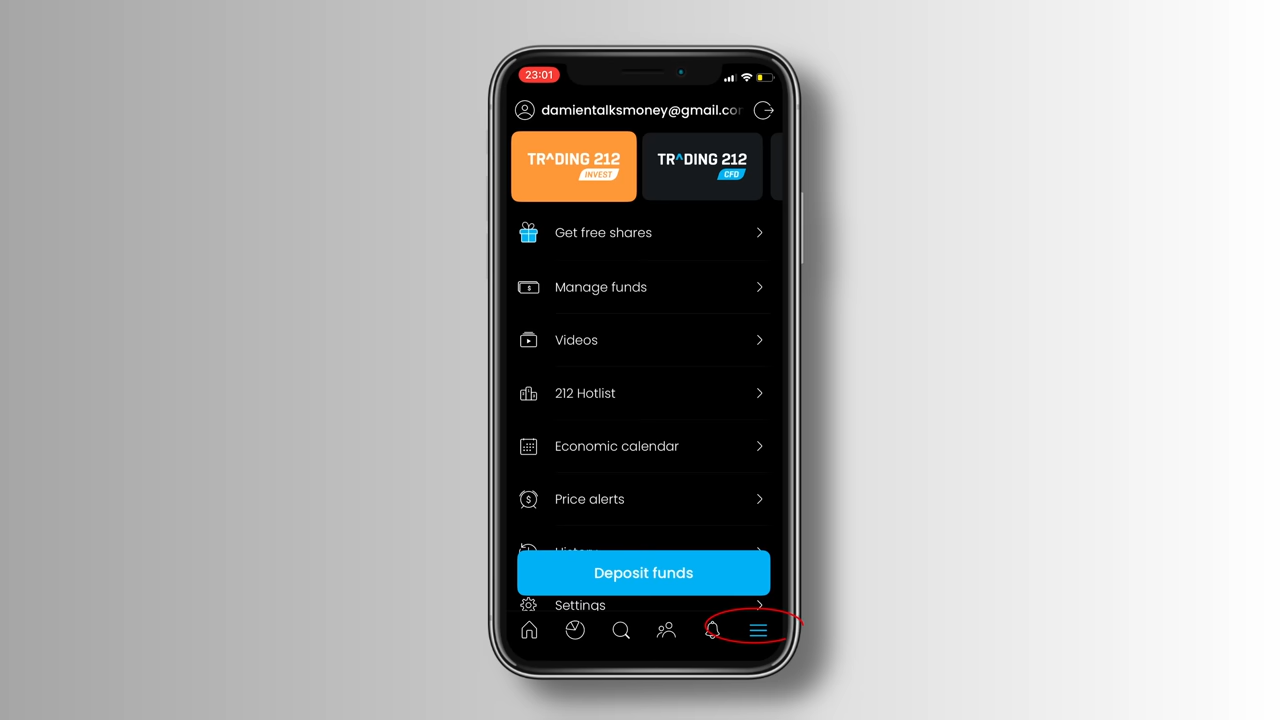 23:01
damientalksmoney@gmail.co
TRADING 212
INVEST
TRADING 212
CFD
Get free shares
Manage funds
Videos
212 Hotlist
Economic calendar
Price alerts
History
Deposit funds
Settings